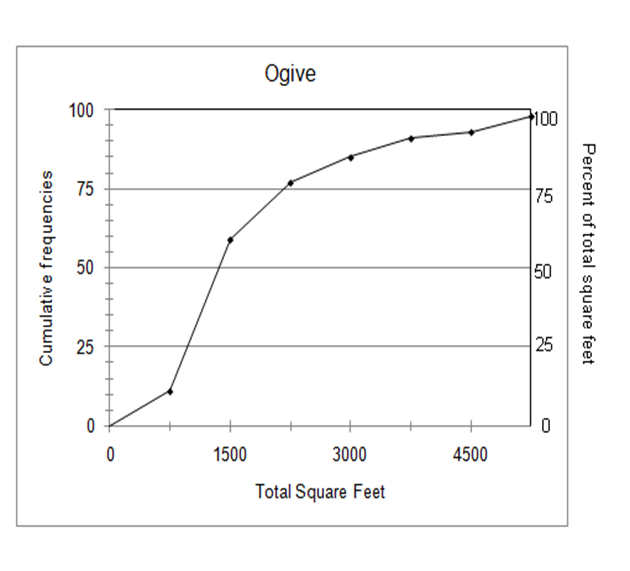 Ogive
100
75
50
25
0
Cumulative frequencies
100
75
50
25
0
Percent of total square feet
0 1500 3000 4500
Total Square Feet